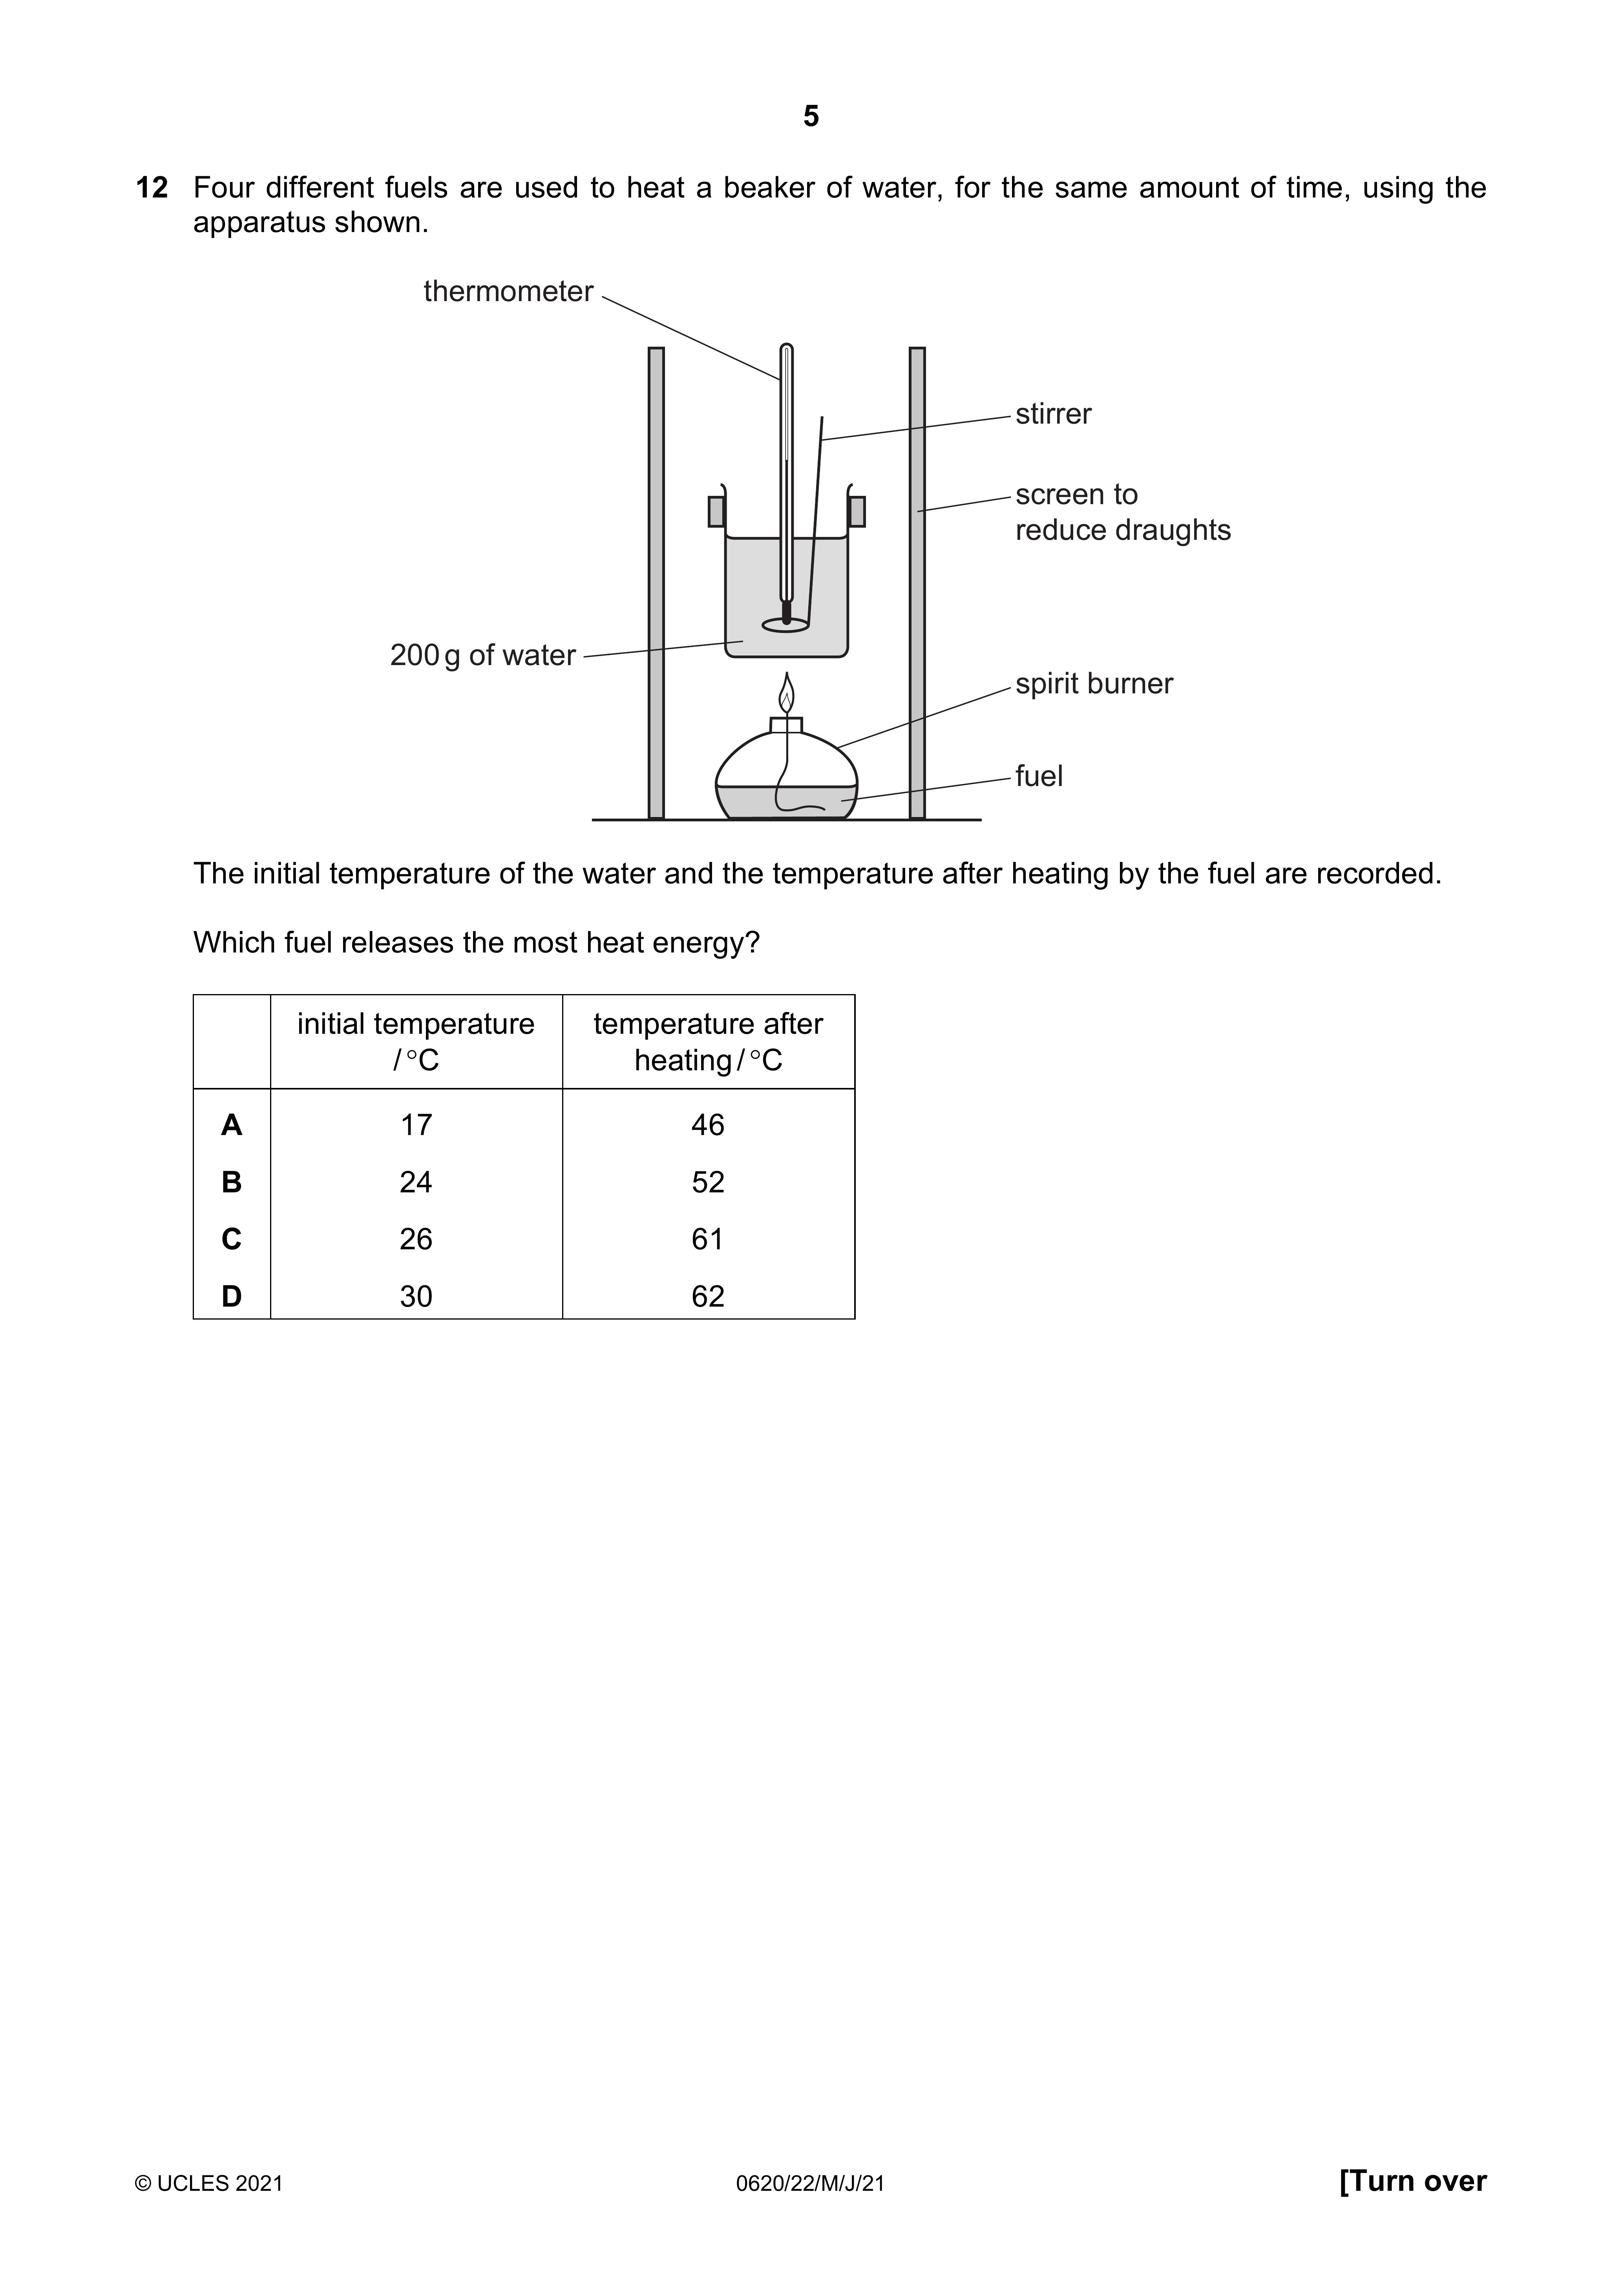 5
12 Four different fuels are used to heat a beaker of water, for the same amount of time, using the
apparatus shown.
thermometer
stirrer
screen to
reduce draughts
200 g of water
spirit burner
fuel
The initial temperature of the water and the temperature after heating by the fuel are recorded.
Which fuel releases the most heat energy?
initial temperature
/ °C
temperature after
heating / °C
A 17 46
B 24 52
C 26 61
D 30 62
© UCLES 2021 0620/22/M/J/21 [Turn over